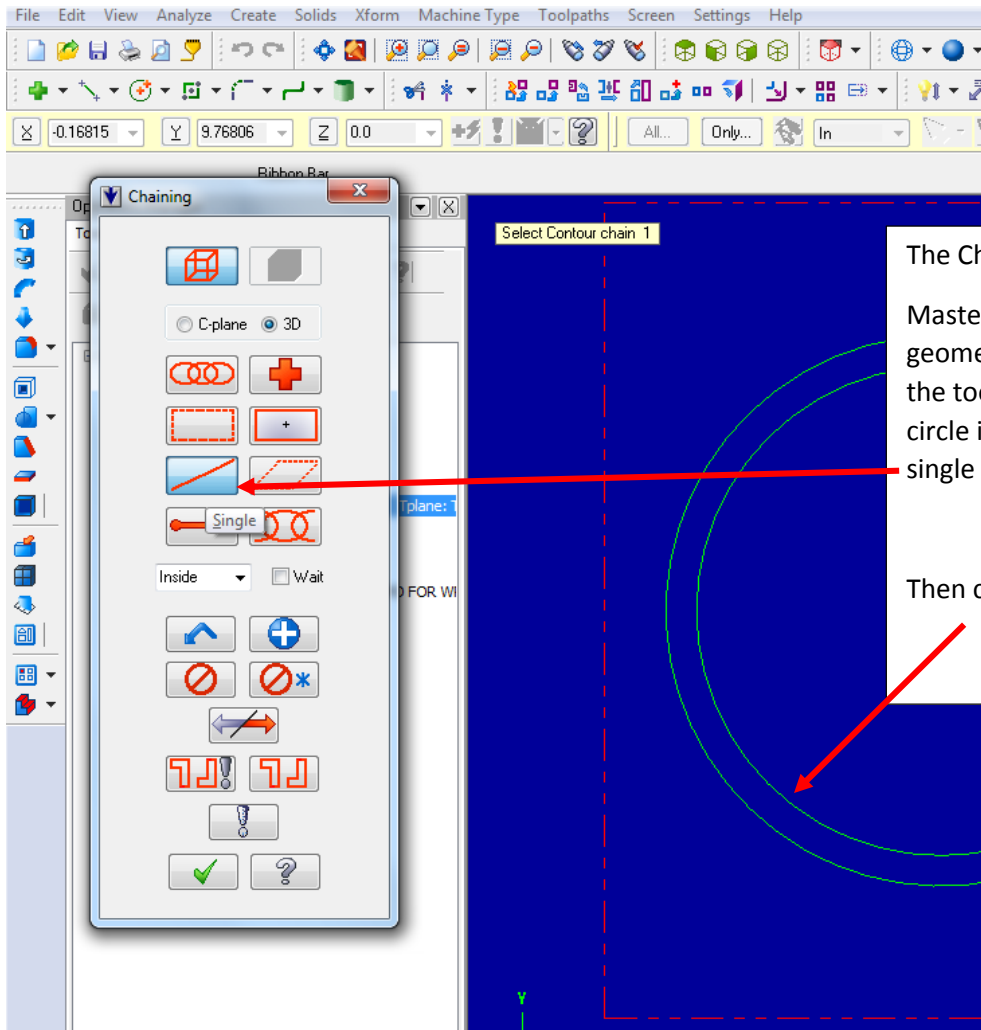 File Edit View Analyze Create Solids Xform Machine Type Toolpaths Screen Settings Help
X -0.16815 Y 9.76806 Z 0.0 All... Only... In
Ribbon Bar
Chaining
Select Contour chain 1
C-plane 3D
Single
Tplane: T
Inside Wait
D FOR WI
The Ch
Maste
geome
the too
circle i
single
Then c
Y